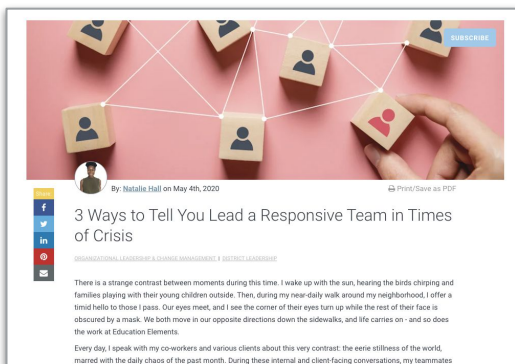 SUBSCRIBE
By: Natalie Hall on May 4th, 2020
Print/Save as PDF
Share
3 Ways to Tell You Lead a Responsive Team in Times
of Crisis
ORGANIZATIONAL LEADERSHIP & CHANGE MANAGEMENT | DISTRICT LEADERSHIP
There is a strange contrast between moments during this time. I wake up with the sun, hearing the birds chirping and
families playing with their young children outside. Then, during my near-daily walk around my neighborhood, I offer a
timid hello to those I pass. Our eyes meet, and I see the corner of their eyes turn up while the rest of their face is
obscured by a mask. We both move in our opposite directions down the sidewalks, and life carries on - and so does
the work at Education Elements.
Every day, I speak with my co-workers and various clients about this very contrast: the eerie stillness of the world,
marred with the daily chaos of the past month. During these internal and client-facing conversations, my teammates